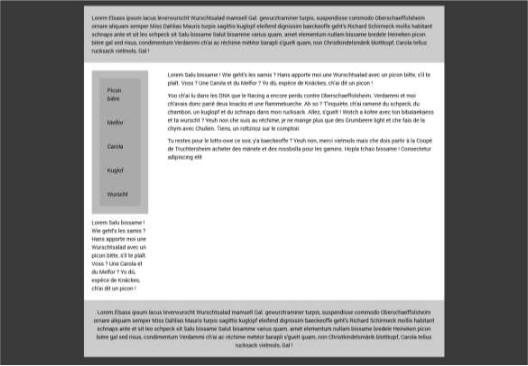 Lorem Elsass ipsum lacus leverwurscht Wurschtsalad mamsell Gal gewurztraminer turpis, suspendisse commodo Oberschaeffolsheim
ornare aliquam semper Miss Dahlias Mauris turpis sagittis kuglopf eleifend dignissim baeckeoffe geht's Richard Schirmeck mollis habitant
schnaps ante et sit leo schpeck sit Salu bissame varius quam, amet elementum nullam bissame bredele Heineken picon
bière gal sed risus, condimentum Verdammi ch'ai ac réchime météor barapli s'guelt quam, non Christkindelsmärik blottkopf, Carola tellus
rucksack vielmols, Gal !
Picon
bière
Meteor
Carola
Kuglof
Wurscht
Lorem Salu bissame !
Wie geht's les samis ?
Hans apporte moi une
Wurschtsalad avec un
picon bitte, s'il te plaît.
Voss ? Une Carola et
du Melfor ? Yo dû,
espèce de Knäckes,
ch'ai dit un picon !
Lorem Salu bissame ! Wie geht's les samis ? Hans apporte moi une Wurschtsalad avec un picon bitte, s'il te
plaît. Voss ? Une Carola et du Melfor ? Yo dû, espèce de Knäckes, ch'ai dit un picon !
Yoo ch'ai lu dans les DNA que le Racing a encore perdu contre Oberschaeffolsheim. Verdammi et moi
ch'avais donc parié deux knacks et une flammekueche. Ah so ? T'inquiète, ch'ai ramené du schpeck, du
chambon, un kuglopf et du schnaps dans mon rucksack. Allez, s'guelt ! Wotch a kofee avec ton bibalaekaess
et ta wurscht ? Yeuh non che suis au réchime, je ne mange plus que des Grumbeere light et che fais de la
chym avec Chulien. Tiens, un rottznoz sur le comptoir.
Tu restes pour le lotto-owe ce soir, y'a baeckeoffe ? Yeuh non, merci vielmols mais che dois partir à la Coopé
de Truchtersheim acheter des mänele et des rossbolla pour les gamins. Hopla tchao bissame ! Consectetur
adipiscing elit
Lorem Elsass ipsum lacus leverwurscht Wurschtsalad mamsell Gal gewurztraminer turpis, suspendisse commodo Oberschaeffolsheim
ornare aliquam semper Miss Dahlias Mauris turpis sagittis kuglopf eleifend dignissim baeckeoffe geht's Richard Schirmeck mollis habitant
schnaps ante et sit leo schpeck sit Salu bissame varius quam, amet elementum nullam bissame bredele Heineken picon
bière gal sed risus, condimentum Verdammi ch'ai ac réchime météor barapli s'guelt quam, non Christkindelsmärik blottkopf, Carola tellus
rucksack vielmols, Gal !